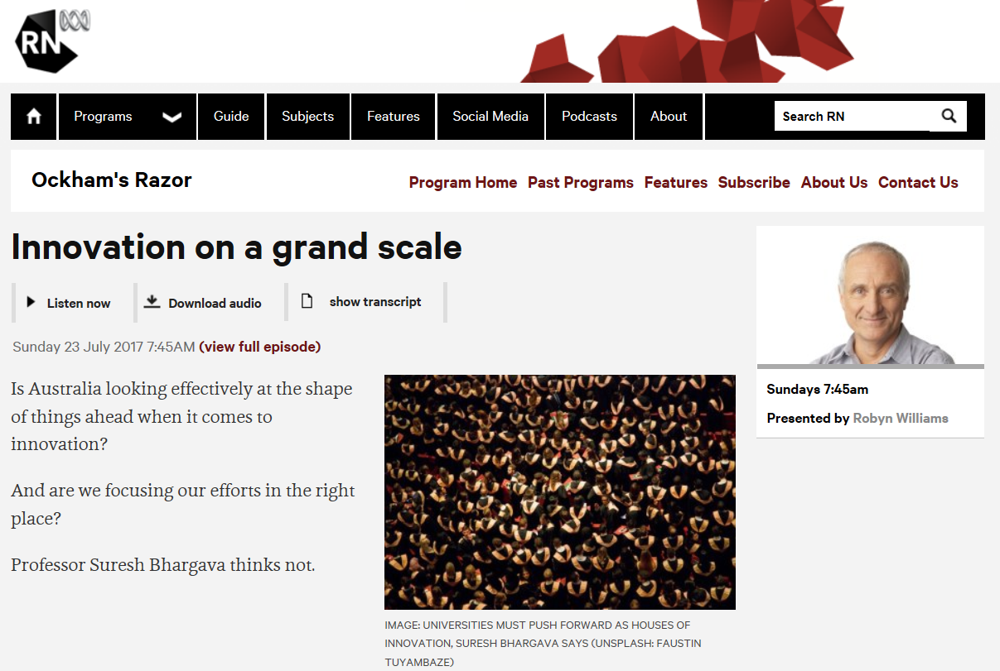 RN
Programs
Guide
Subjects
Features
Social Media
Podcasts
About
Search RN
Ockham's Razor
Program Home
Past Programs
Features
Subscribe
About Us
Contact Us
Innovation on a grand scale
Listen now
Download audio
show transcript
Sunday 23 July 2017 7:45AM (view full episode)
Is Australia looking effectively at the shape
of things ahead when it comes to
innovation?
And are we focusing our efforts in the right
place?
Professor Suresh Bhargava thinks not.
IMAGE: UNIVERSITIES MUST PUSH FORWARD AS HOUSES OF
INNOVATION, SURESH BHARGAVA SAYS (UNSPLASH: FAUSTIN
TUYAMBAZE)
Sundays 7:45am
Presented by Robyn Williams